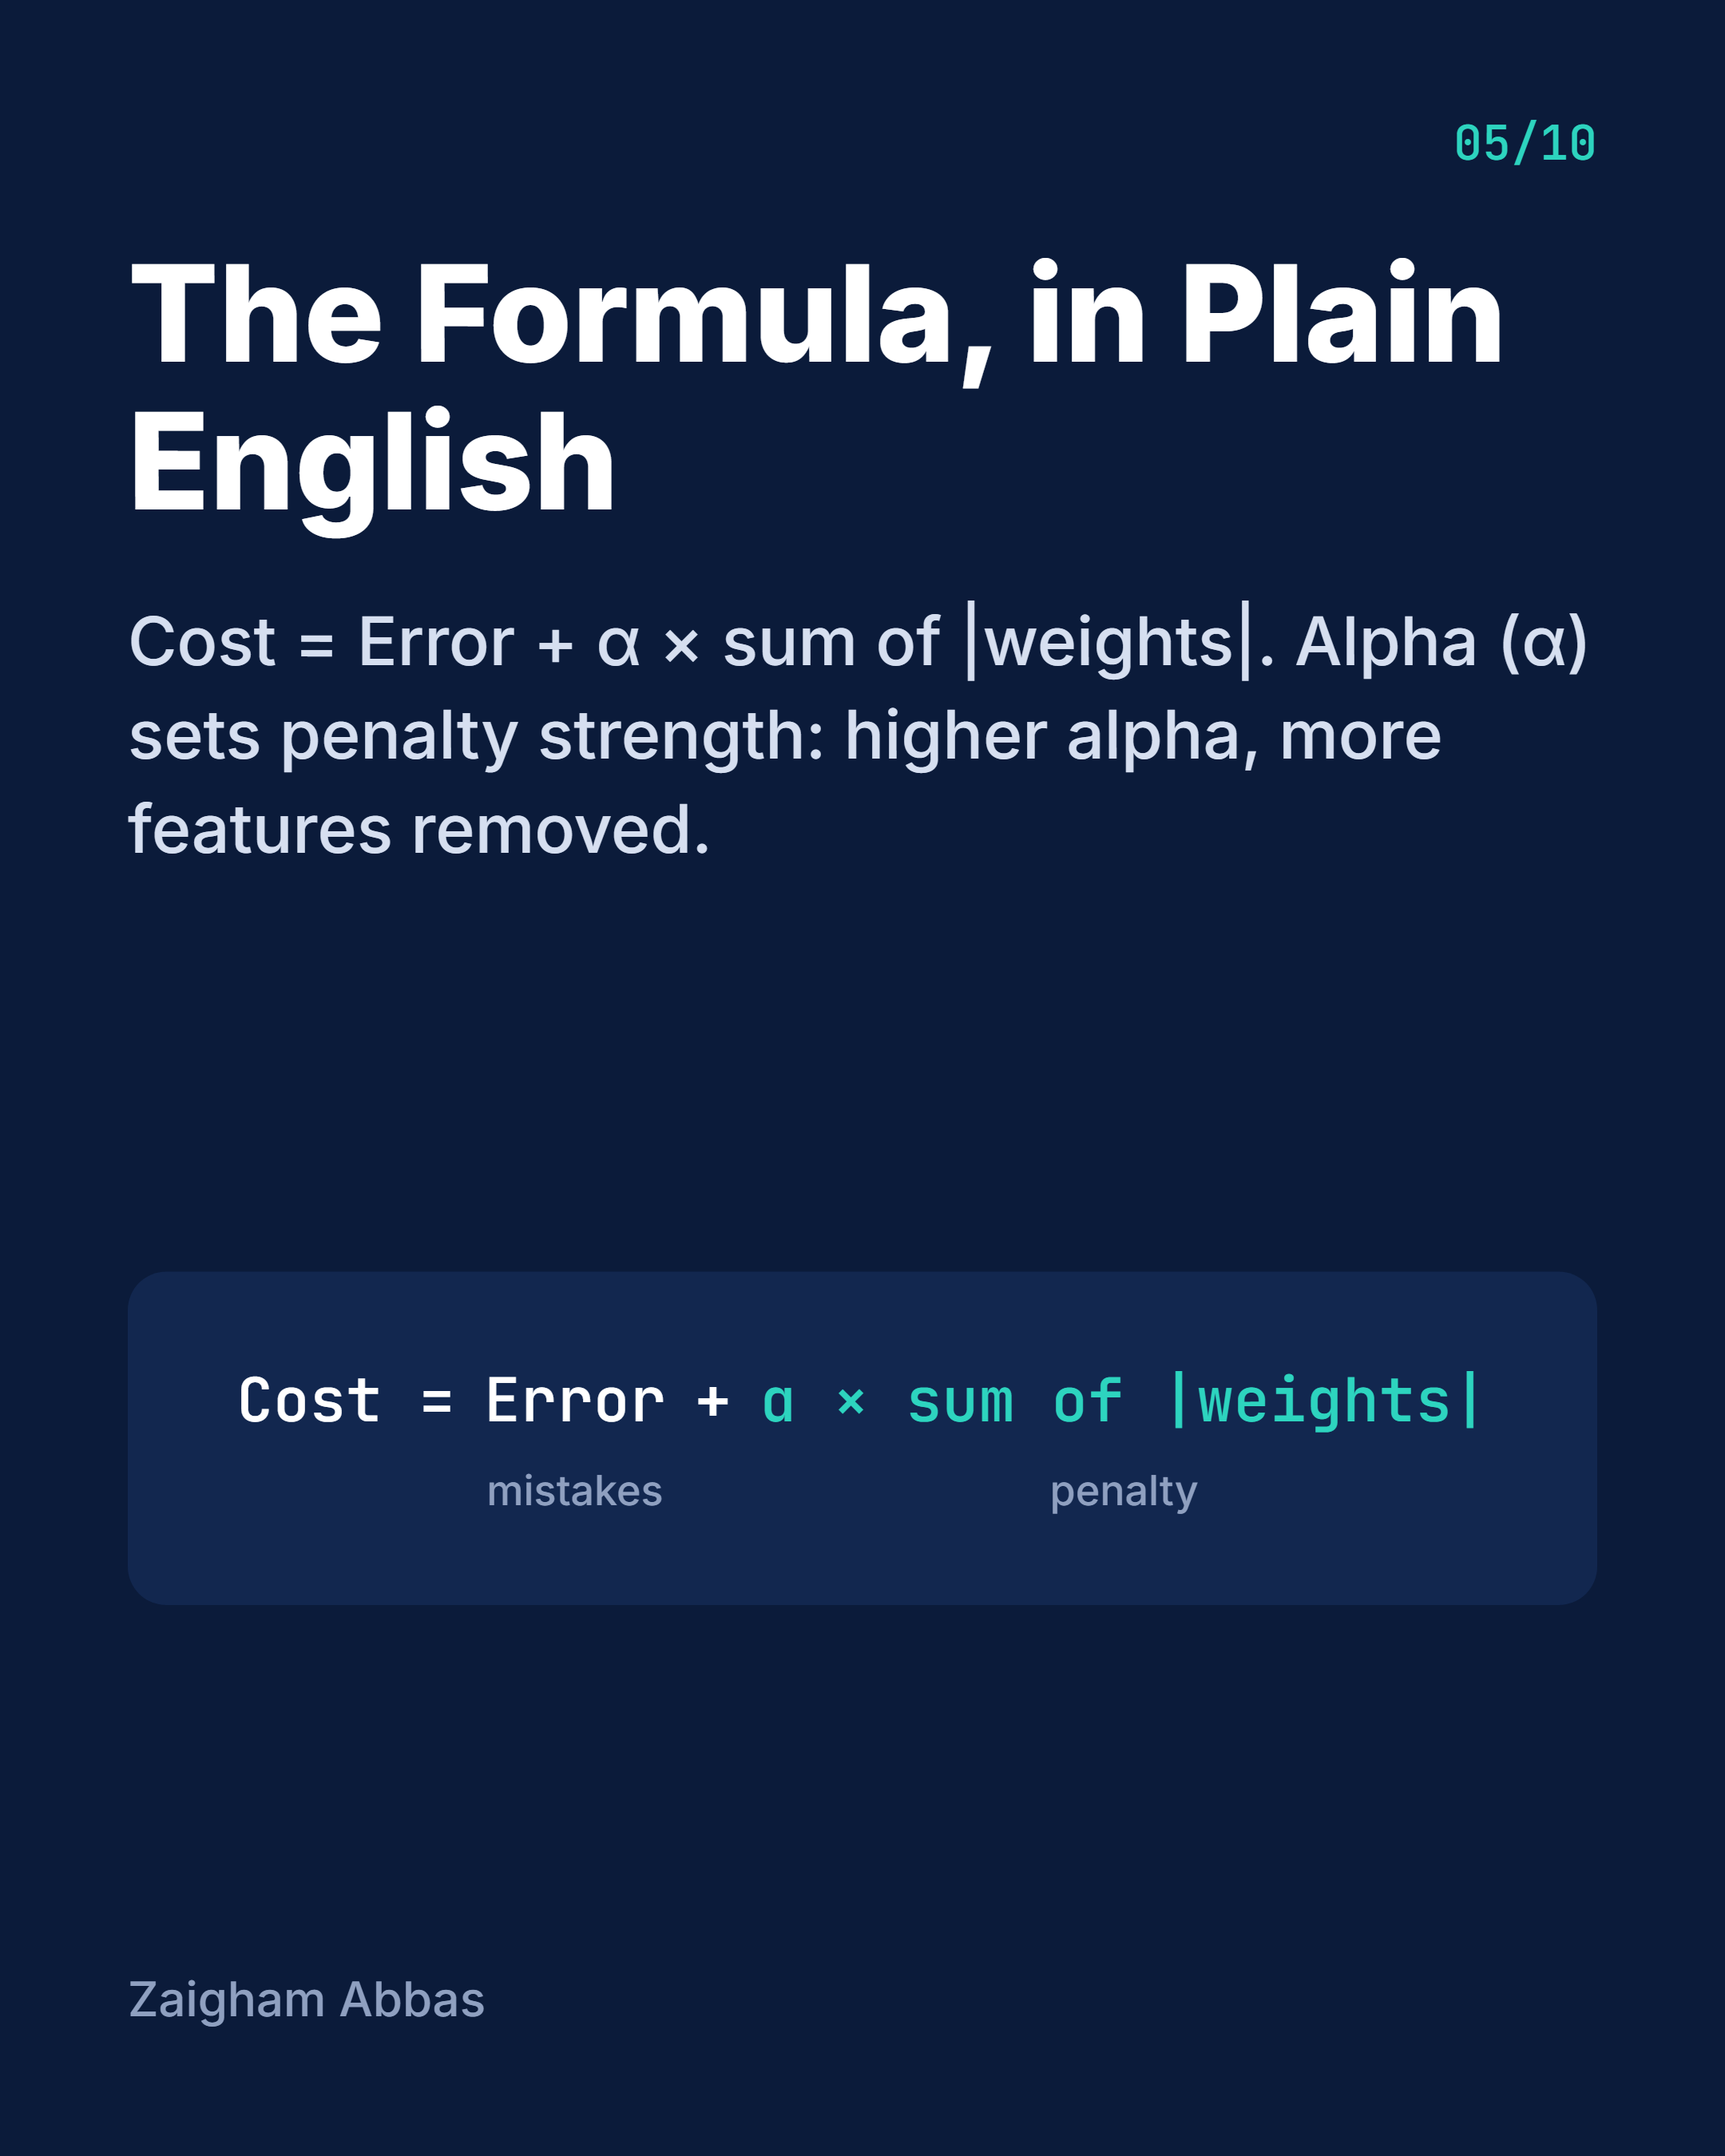 05/10
The Formula, in Plain
English
Cost = Error + α × sum of |weights|. Alpha (α)
sets penalty strength: higher alpha, more
features removed.
Cost = Error + α × sum of |weights|
mistakes penalty
Zaigham Abbas